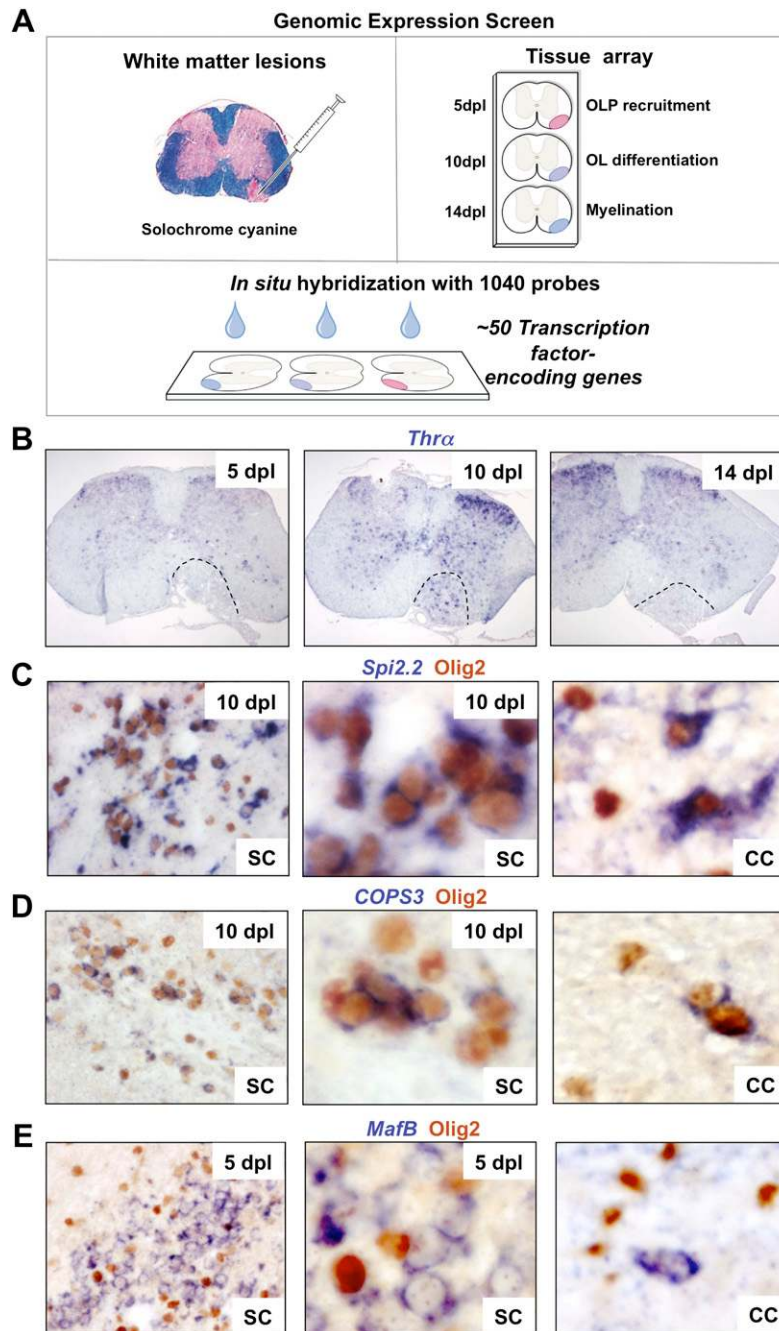 A
Genomic Expression Screen
White matter lesions
Solochrome cyanine
Tissue array
5dpl OLP recruitment
10dpl OL differentiation
14dpl Myelination
In situ hybridization with 1040 probes
~50 Transcription
factor-
encoding genes
B
Thrα
5 dpl
10 dpl
14 dpl
C
Spi2.2 Olig2
10 dpl
SC
10 dpl
SC
CC
D
COPS3 Olig2
10 dpl
SC
10 dpl
SC
CC
E
MafB Olig2
5 dpl
SC
5 dpl
SC
CC